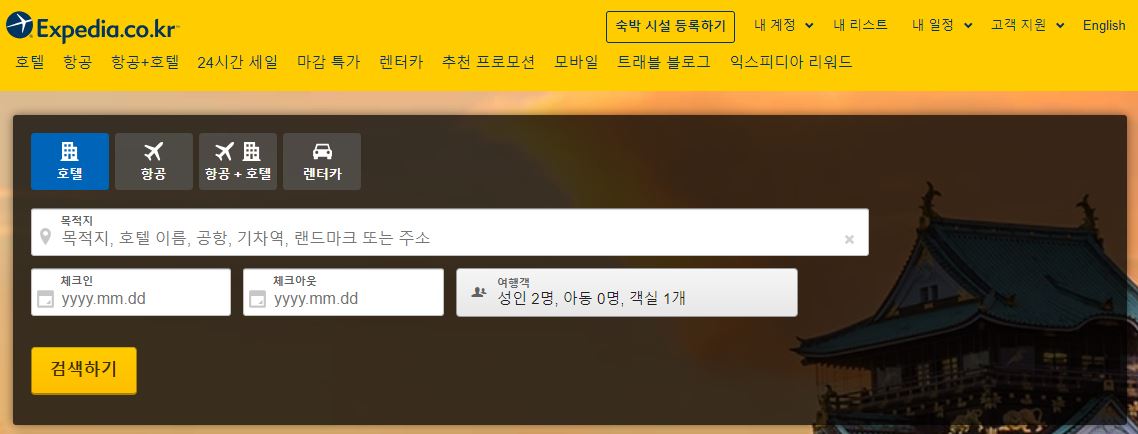 Expedia.co.kr
숙박 시설 등록하기 내 계정 내 리스트 내 일정 고객 지원 English
호텔 항공 항공+호텔 24시간 세일 마감 특가 렌터카 추천 프로모션 모바일 트래블 블로그 익스피디아 리워드
호텔 항공 항공 + 호텔 렌터카
목적지
목적지, 호텔 이름, 공항, 기차역, 랜드마크 또는 주소
체크인 체크아웃 여행객
yyyy.mm.dd yyyy.mm.dd 성인 2명, 아동 0명, 객실 1개
검색하기